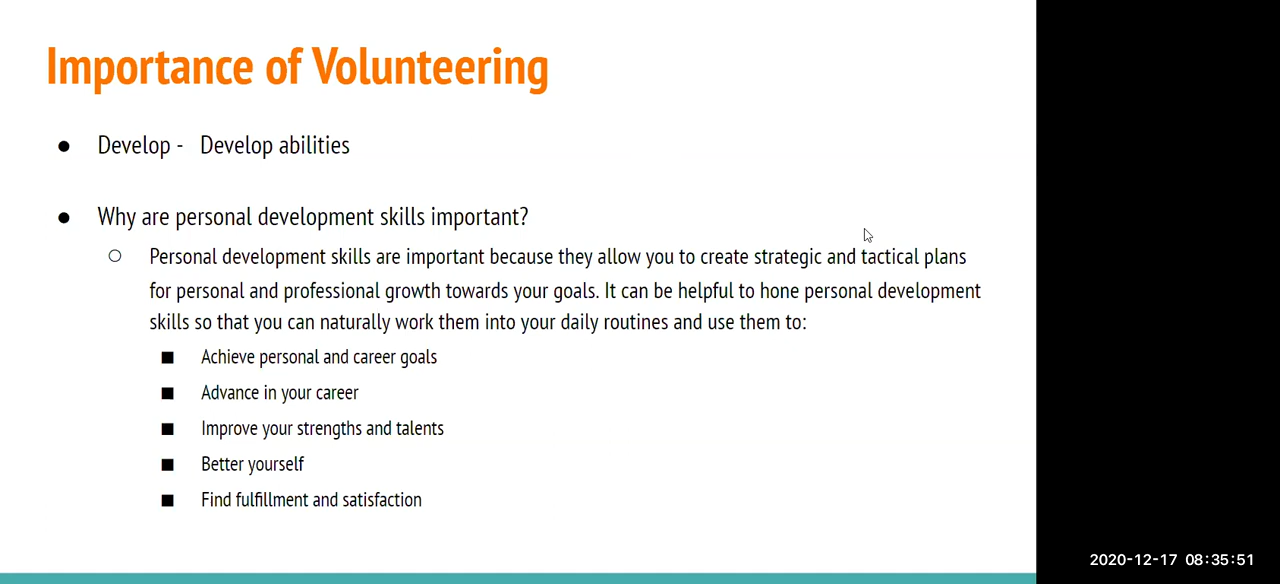 Importance of Volunteering
● Develop - Develop abilities
● Why are personal development skills important?
○ Personal development skills are important because they allow you to create strategic and tactical plans
for personal and professional growth towards your goals. It can be helpful to hone personal development
skills so that you can naturally work them into your daily routines and use them to:
■ Achieve personal and career goals
■ Advance in your career
■ Improve your strengths and talents
■ Better yourself
■ Find fulfillment and satisfaction
2020-12-17 08:35:51